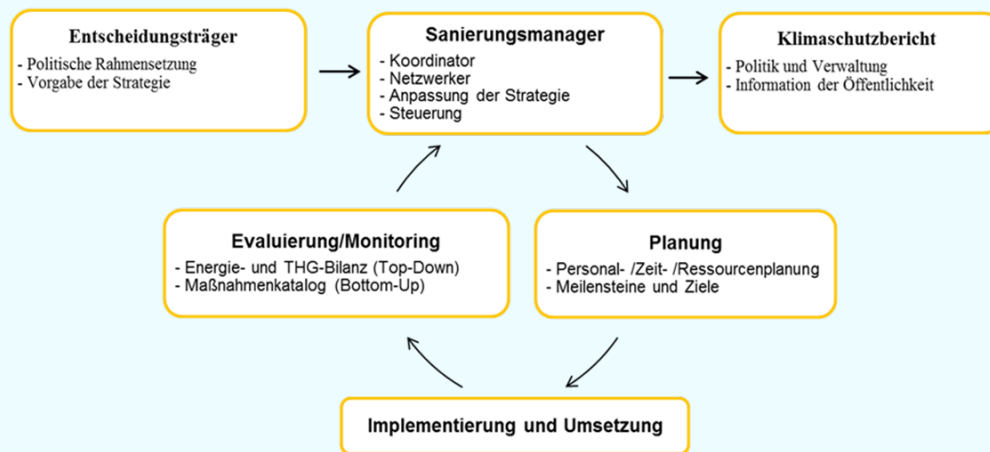 Entscheidungsträger
- Politische Rahmensetzung
- Vorgabe der Strategie
Sanierungsmanager
- Koordinator
- Netzwerker
- Anpassung der Strategie
- Steuerung
Klimaschutzbericht
- Politik und Verwaltung
- Information der Öffentlichkeit
Evaluierung/Monitoring
- Energie- und THG-Bilanz (Top-Down)
- Maßnahmenkatalog (Bottom-Up)
Planung
- Personal- /Zeit- /Ressourcenplanung
- Meilensteine und Ziele
Implementierung und Umsetzung